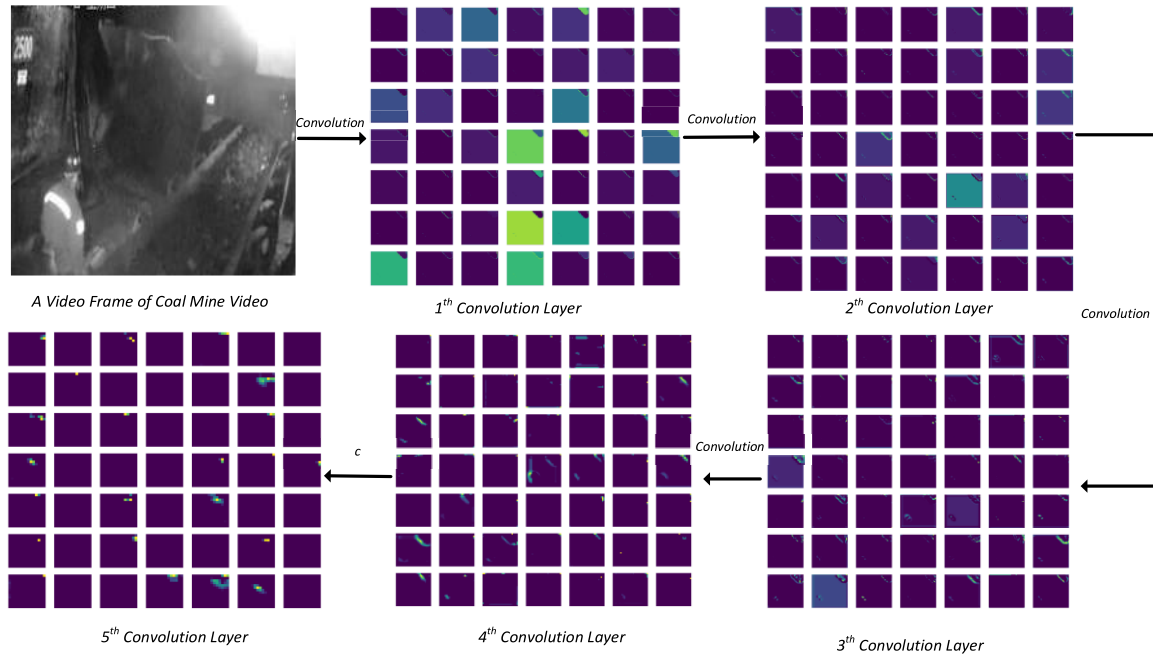 2500
Convolution
Convolution
A Video Frame of Coal Mine Video
1th Convolution Layer
2th Convolution Layer
Convolution
Convolution
c
5th Convolution Layer
4th Convolution Layer
3th Convolution Layer